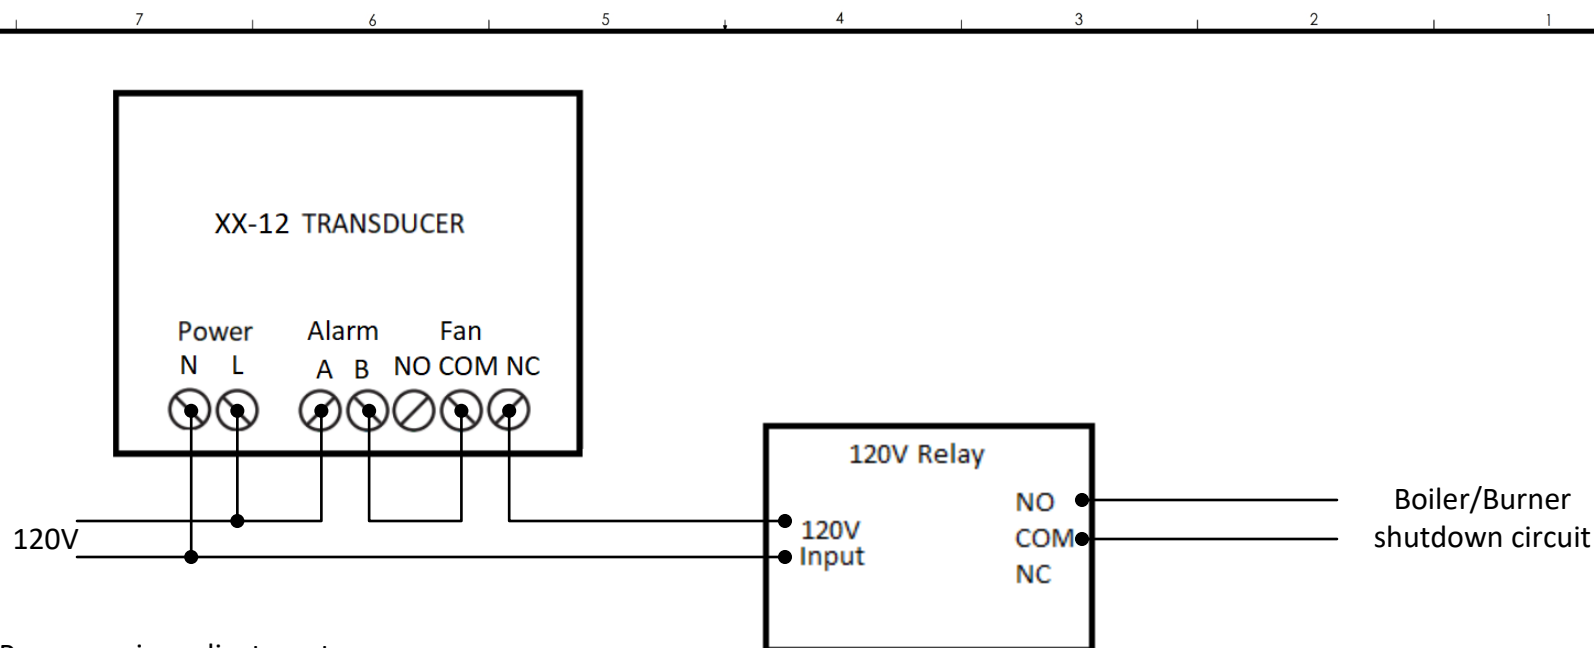 7 6 5 4 3 2 1
XX-12 TRANSDUCER
Power Alarm Fan
N L A B NO COM NC
120V
120V Relay
120V
Input
NO
COM
NC
Boiler/Burner
shutdown circuit